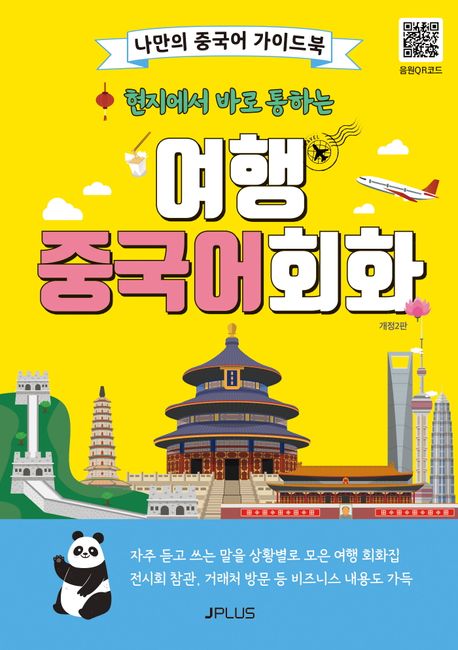 나만의 중국어 가이드북
음원QR코드
현지에서 바로 통하는
여행
중국어회화
개정2판
자주 듣고 쓰는 말을 상황별로 모은 여행 회화집
전시회 참관, 거래처 방문 등 비즈니스 내용도 가득
JPLUS